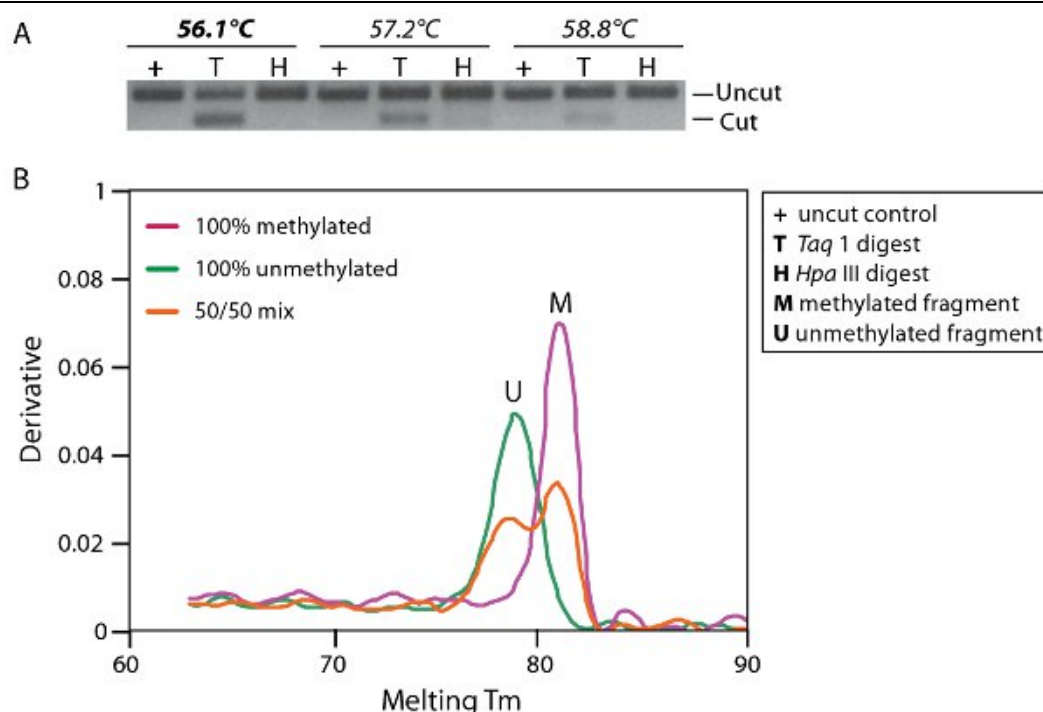 A
56.1°C 57.2°C 58.8°C
+ T H + T H + T H
Uncut
Cut
B
1
0.08
0.06
0.04
0.02
0
Derivative
100% methylated
100% unmethylated
50/50 mix
U
M
60 70 80 90
Melting Tm
+ uncut control
T Taq 1 digest
H Hpa III digest
M methylated fragment
U unmethylated fragment